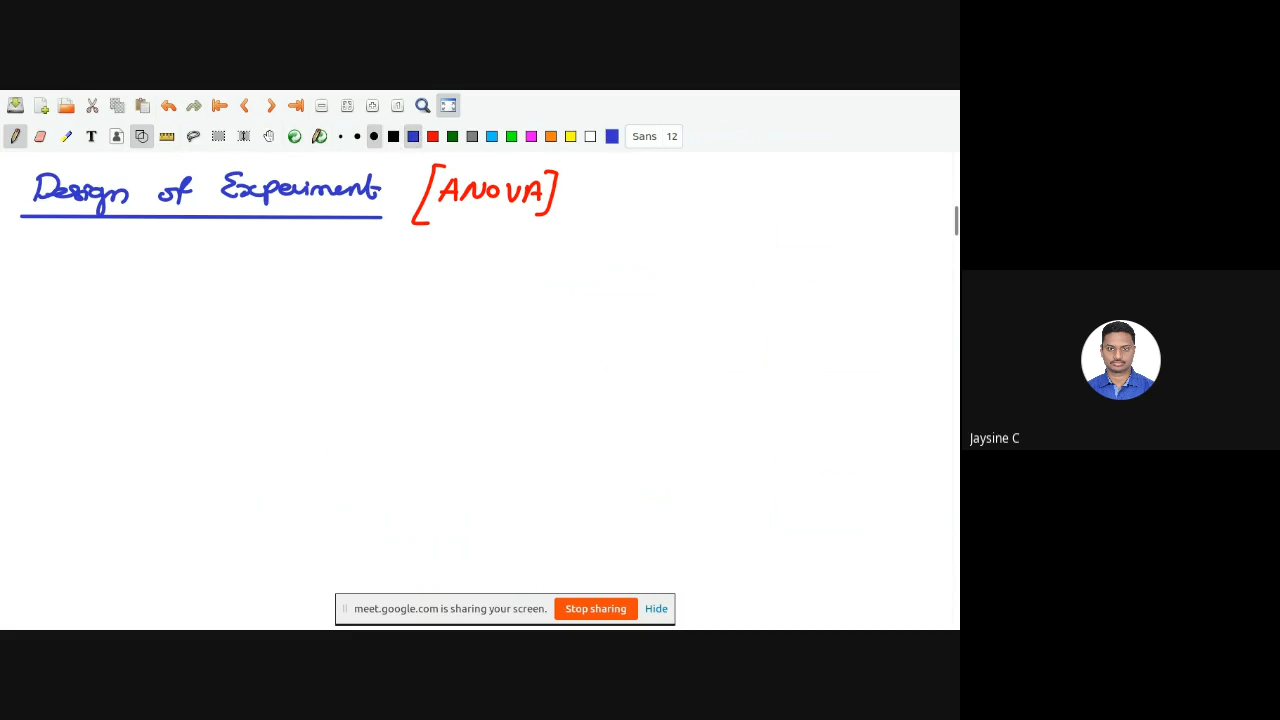 T Sans 12
Design of Experiment [ANOVA]
Jaysine C
meet.google.com is sharing your screen. Stop sharing Hide